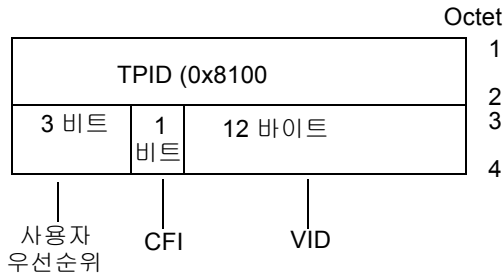 Octet
1
TPID (0x8100
2
3 비트
1
비트
12 바이트
3
4
사용자
우선순위
CFI
VID